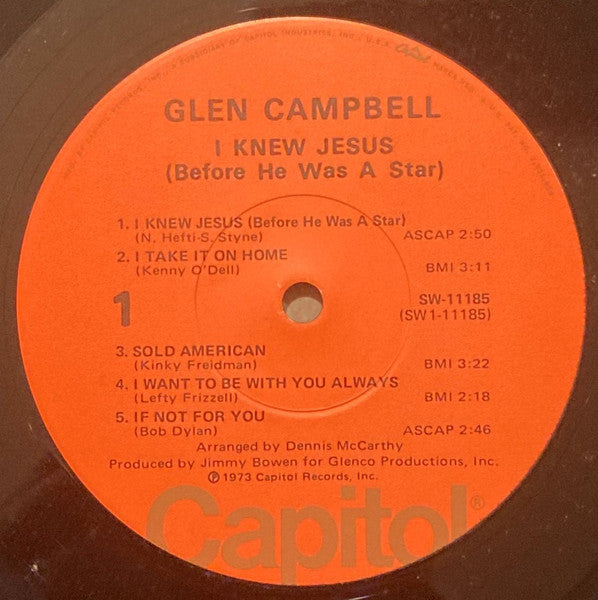 GLEN CAMPBELL
I KNEW JESUS
(Before He Was A Star)
1. I KNEW JESUS (Before He Was A Star)
(N. Hefti-S. Styne) ASCAP 2:50
2. I TAKE IT ON HOME
(Kenny O'Dell) BMI 3:11
1
SW-11185
(SW1-11185)
3. SOLD AMERICAN
(Kinky Freidman) BMI 3:22
4. I WANT TO BE WITH YOU ALWAYS
(Lefty Frizzell) BMI 2:18
5. IF NOT FOR YOU
(Bob Dylan) ASCAP 2:46
Arranged by Dennis McCarthy
Produced by Jimmy Bowen for Glenco Productions, Inc.
℗ 1973 Capitol Records, Inc.
Capitol®